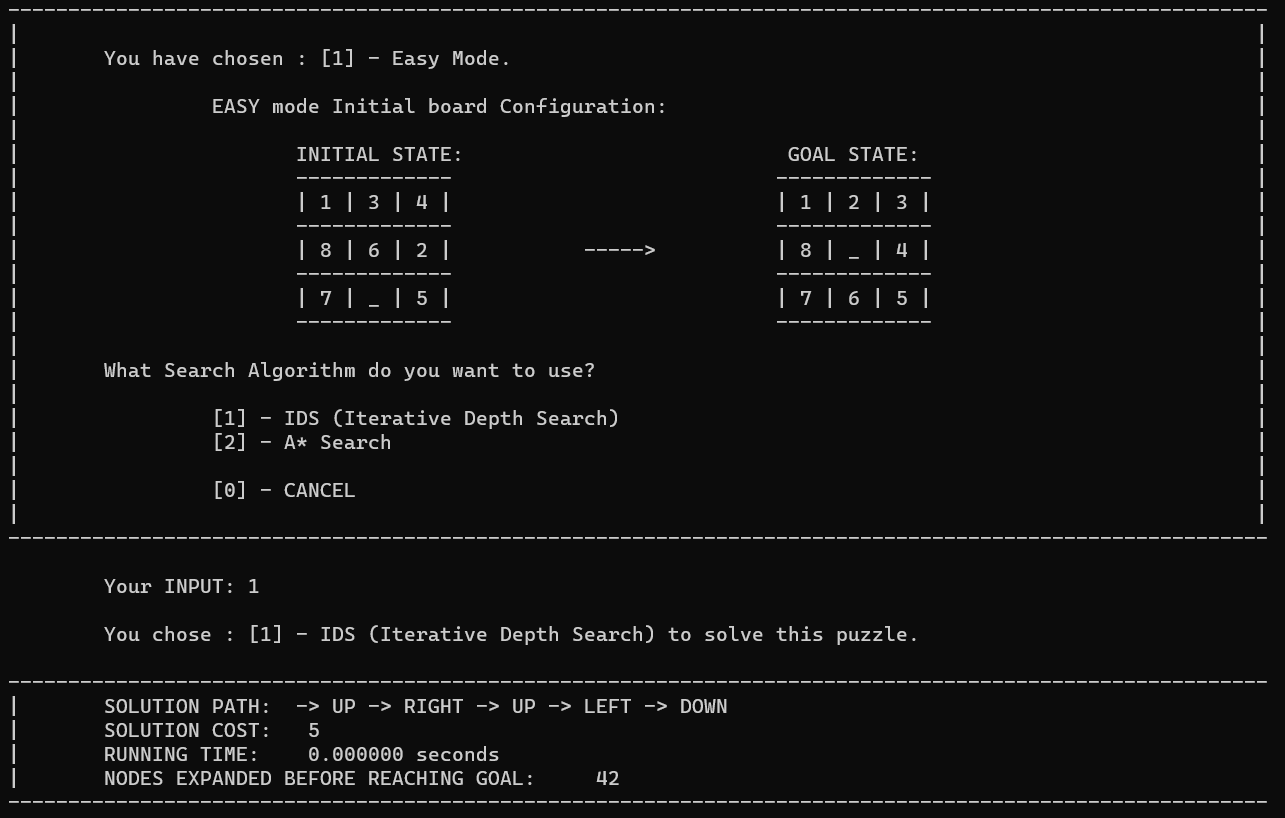 You have chosen : [1] - Easy Mode.
EASY mode Initial board Configuration:
INITIAL STATE: GOAL STATE:
------------- -------------
| 1 | 3 | 4 | | 1 | 2 | 3 |
------------- -------------
| 8 | 6 | 2 | -----> | 8 | _ | 4 |
------------- -------------
| 7 | _ | 5 | | 7 | 6 | 5 |
------------- -------------
What Search Algorithm do you want to use?
[1] - IDS (Iterative Depth Search)
[2] - A* Search
[0] - CANCEL
Your INPUT: 1
You chose : [1] - IDS (Iterative Depth Search) to solve this puzzle.
SOLUTION PATH: -> UP -> RIGHT -> UP -> LEFT -> DOWN
SOLUTION COST: 5
RUNNING TIME: 0.000000 seconds
NODES EXPANDED BEFORE REACHING GOAL: 42